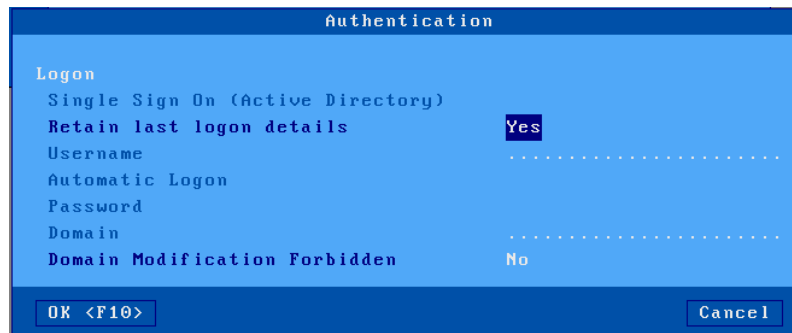 Authentication
Logon
Single Sign On (Active Directory)
Retain last logon details Yes
Username .......................
Automatic Logon
Password
Domain .......................
Domain Modification Forbidden No
OK <F10> Cancel